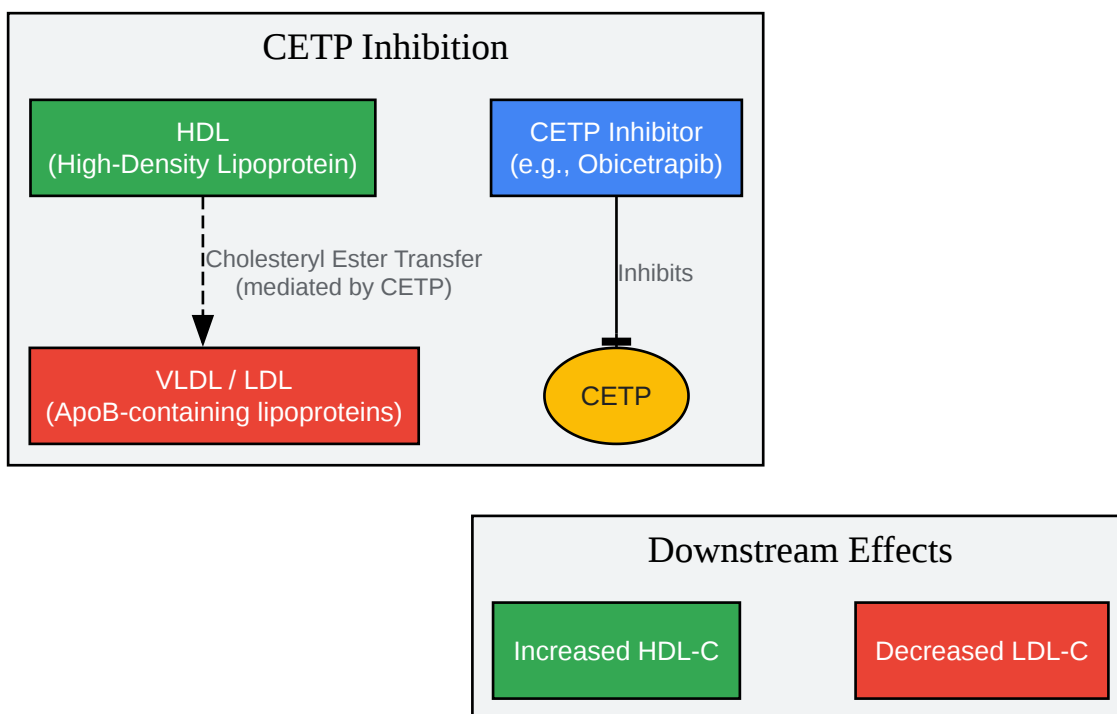 CETP Inhibition
HDL
(High-Density Lipoprotein)
CETP Inhibitor
(e.g., Obicetrapib)
Cholesteryl Ester Transfer
(mediated by CETP)
Inhibits
VLDL / LDL
(ApoB-containing lipoproteins)
CETP
Downstream Effects
Increased HDL-C
Decreased LDL-C